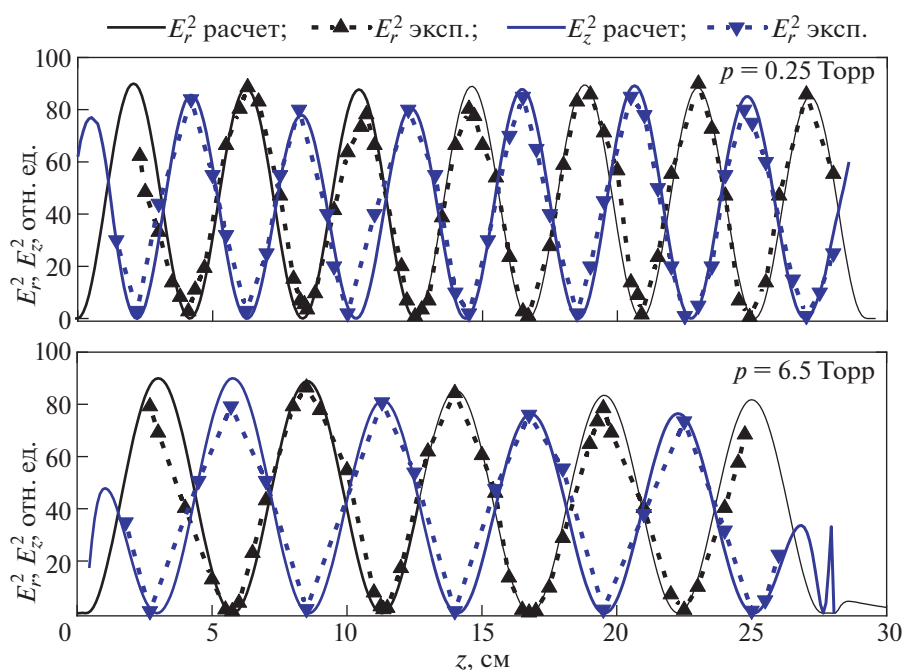 E_r^2 расчет; E_r^2 эксп.; E_z^2 расчет; E_r^2 эксп.
100
80
60
40
20
0
E_r^2, E_z^2, отн. ед.
p = 0.25 Торр
100
80
60
40
20
0
E_r^2, E_z^2, отн. ед.
p = 6.5 Торр
0 5 10 15 20 25 30
z, см